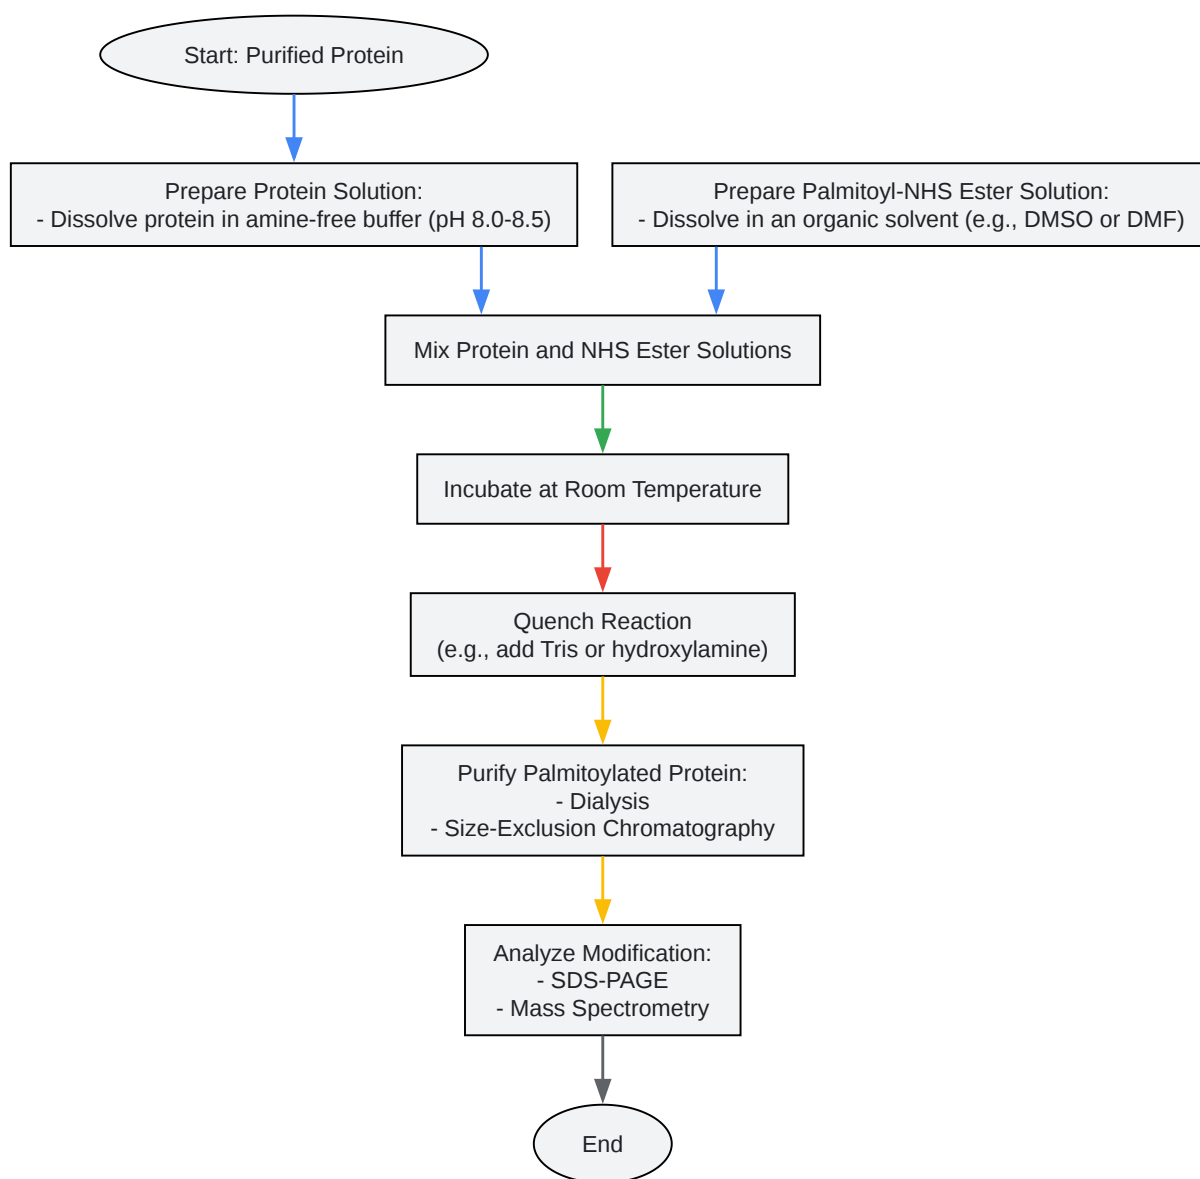 Start: Purified Protein
Prepare Protein Solution:
- Dissolve protein in amine-free buffer (pH 8.0-8.5)
Prepare Palmitoyl-NHS Ester Solution:
- Dissolve in an organic solvent (e.g., DMSO or DMF)
Mix Protein and NHS Ester Solutions
Incubate at Room Temperature
Quench Reaction
(e.g., add Tris or hydroxylamine)
Purify Palmitoylated Protein:
- Dialysis
- Size-Exclusion Chromatography
Analyze Modification:
- SDS-PAGE
- Mass Spectrometry
End